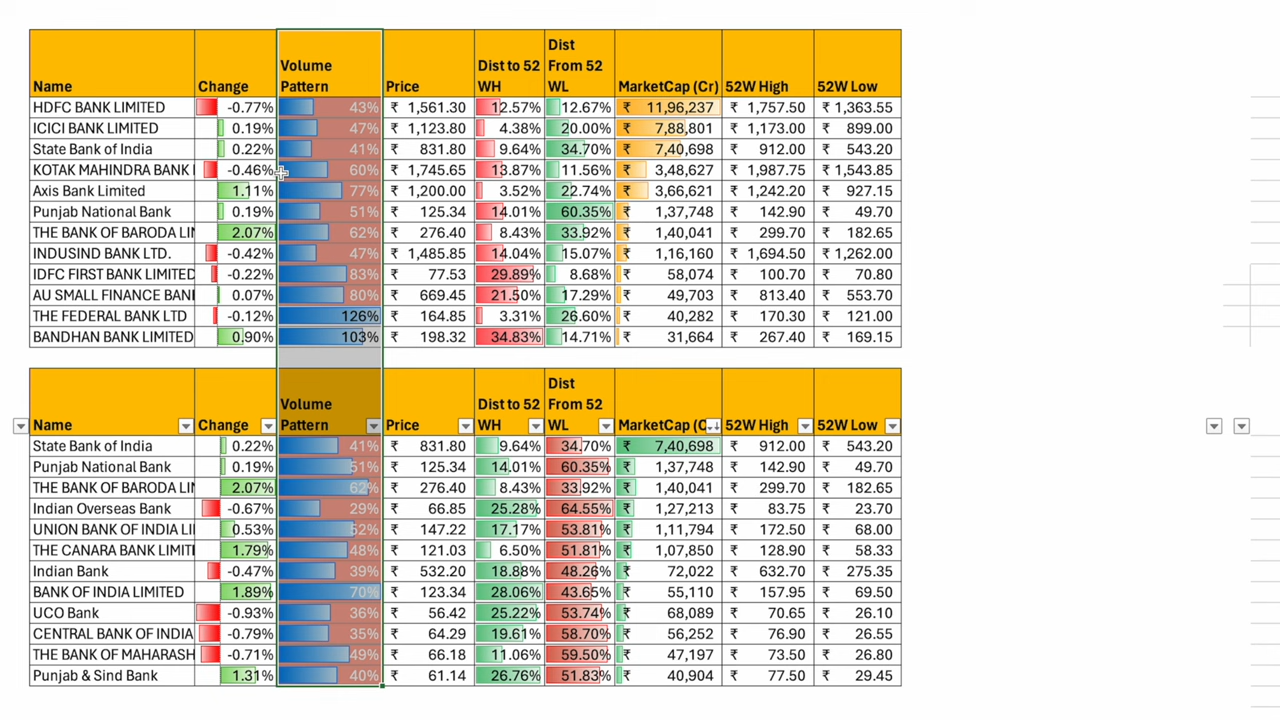 Name Change Volume Pattern Price Dist to 52 WH Dist From 52 WL MarketCap (Cr) 52W High 52W Low
HDFC BANK LIMITED -0.77% 43% ₹ 1,561.30 12.57% 12.67% ₹ 11,96,237 ₹ 1,757.50 ₹ 1,363.55
ICICI BANK LIMITED 0.19% 47% ₹ 1,123.80 4.38% 20.00% ₹ 7,88,801 ₹ 1,173.00 ₹ 899.00
State Bank of India 0.22% 41% ₹ 831.80 9.64% 34.70% ₹ 7,40,698 ₹ 912.00 ₹ 543.20
KOTAK MAHINDRA BANK -0.46% 60% ₹ 1,745.65 13.87% 11.56% ₹ 3,48,627 ₹ 1,987.75 ₹ 1,543.85
Axis Bank Limited 1.11% 77% ₹ 1,200.00 3.52% 22.74% ₹ 3,66,621 ₹ 1,242.20 ₹ 927.15
Punjab National Bank 0.19% 51% ₹ 125.34 14.01% 60.35% ₹ 1,37,748 ₹ 142.90 ₹ 49.70
THE BANK OF BARODA LI 2.07% 62% ₹ 276.40 8.43% 33.92% ₹ 1,40,041 ₹ 299.70 ₹ 182.65
INDUSIND BANK LTD. -0.42% 47% ₹ 1,485.85 14.04% 15.07% ₹ 1,16,160 ₹ 1,694.50 ₹ 1,262.00
IDFC FIRST BANK LIMITED -0.22% 83% ₹ 77.53 29.89% 8.68% ₹ 58,074 ₹ 100.70 ₹ 70.80
AU SMALL FINANCE BAN 0.07% 80% ₹ 669.45 21.50% 17.29% ₹ 49,703 ₹ 813.40 ₹ 553.70
THE FEDERAL BANK LTD -0.12% 126% ₹ 164.85 3.31% 26.60% ₹ 40,282 ₹ 170.30 ₹ 121.00
BANDHAN BANK LIMITED 0.90% 103% ₹ 198.32 34.83% 14.71% ₹ 31,664 ₹ 267.40 ₹ 169.15
Name Change Volume Pattern Price Dist to 52 WH Dist From 52 WL MarketCap (C 52W High 52W Low
State Bank of India 0.22% 41% ₹ 831.80 9.64% 34.70% ₹ 7,40,698 ₹ 912.00 ₹ 543.20
Punjab National Bank 0.19% 51% ₹ 125.34 14.01% 60.35% ₹ 1,37,748 ₹ 142.90 ₹ 49.70
THE BANK OF BARODA LI 2.07% 62% ₹ 276.40 8.43% 33.92% ₹ 1,40,041 ₹ 299.70 ₹ 182.65
Indian Overseas Bank -0.67% 29% ₹ 66.85 25.28% 64.55% ₹ 1,27,213 ₹ 83.75 ₹ 23.70
UNION BANK OF INDIA LI 0.53% 52% ₹ 147.22 17.17% 53.81% ₹ 1,11,794 ₹ 172.50 ₹ 68.00
THE CANARA BANK LIMIT 1.79% 48% ₹ 121.03 6.50% 51.81% ₹ 1,07,850 ₹ 128.90 ₹ 58.33
Indian Bank -0.47% 39% ₹ 532.20 18.88% 48.26% ₹ 72,022 ₹ 632.70 ₹ 275.35
BANK OF INDIA LIMITED 1.89% 70% ₹ 123.34 28.06% 43.65% ₹ 55,110 ₹ 157.95 ₹ 69.50
UCO Bank -0.93% 36% ₹ 56.42 25.22% 53.74% ₹ 68,089 ₹ 70.65 ₹ 26.10
CENTRAL BANK OF INDIA -0.79% 35% ₹ 64.29 19.61% 58.70% ₹ 56,252 ₹ 76.90 ₹ 26.55
THE BANK OF MAHARASH -0.71% 49% ₹ 66.18 11.06% 59.50% ₹ 47,197 ₹ 73.50 ₹ 26.80
Punjab & Sind Bank 1.31% 40% ₹ 61.14 26.76% 51.83% ₹ 40,904 ₹ 77.50 ₹ 29.45